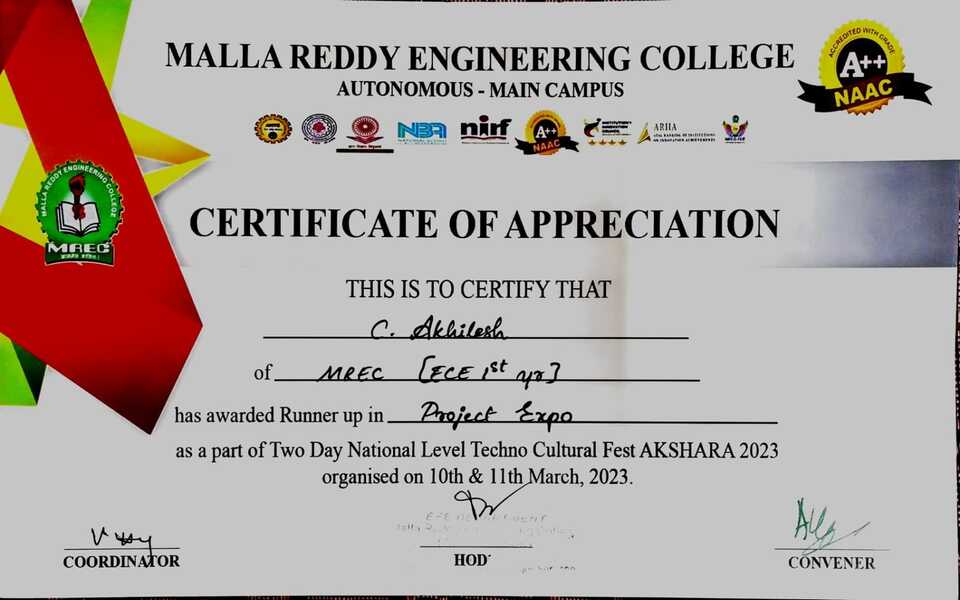 MALLA REDDY ENGINEERING COLLEGE
AUTONOMOUS - MAIN CAMPUS
ACCREDITED WITH GRADE
A++
NAAC
NBA
nirf
A++
NAAC
ARIIA
MALLA REDDY ENGINEERING COLLEGE
MREC
CERTIFICATE OF APPRECIATION
THIS IS TO CERTIFY THAT
C. Akhilesh
of MREC [ECE 1st yr]
has awarded Runner up in Project Expo
as a part of Two Day National Level Techno Cultural Fest AKSHARA 2023
organised on 10th & 11th March, 2023.
COORDINATOR
HOD
CONVENER